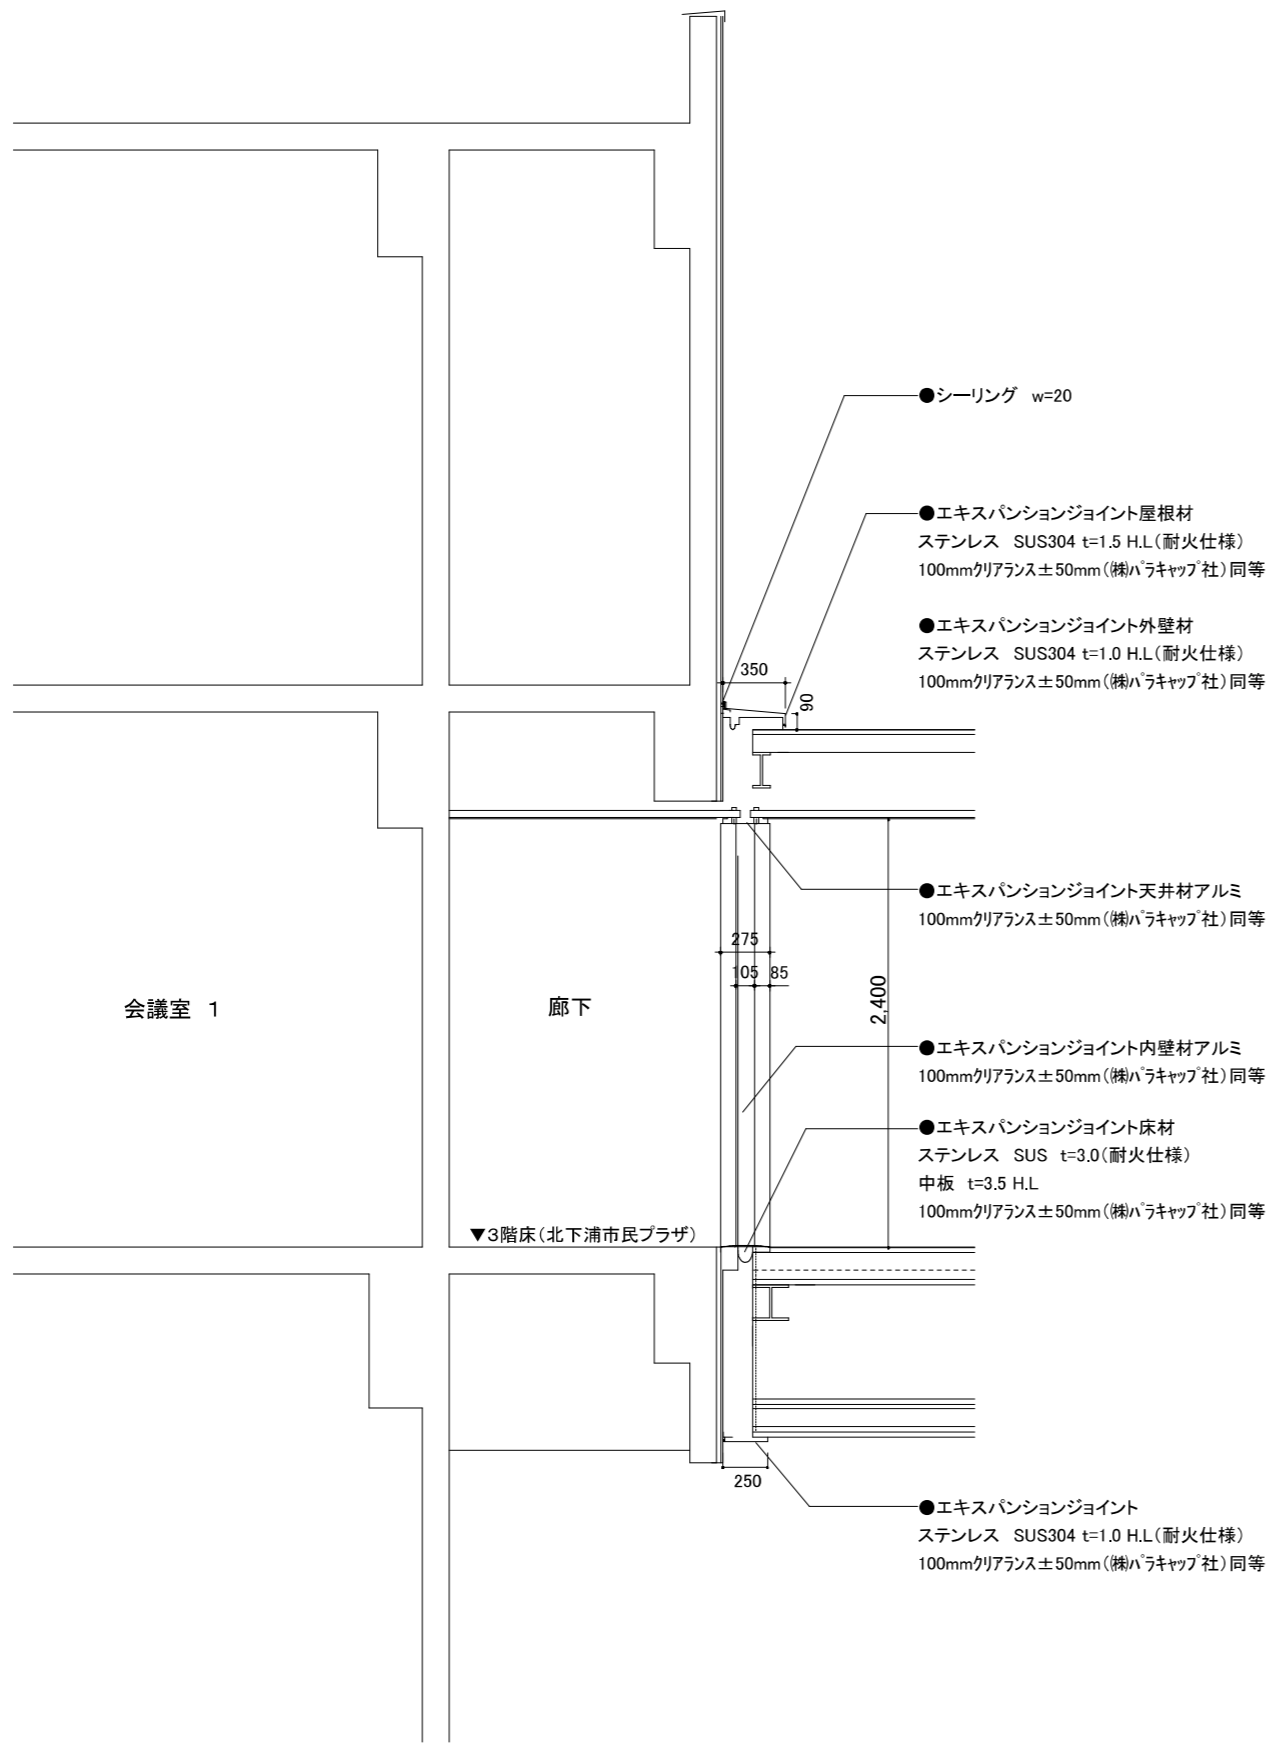 ●シーリング w=20
●エキスパンションジョイント屋根材
ステンレス SUS304 t=1.5 H.L(耐火仕様)
100mmｸﾘｱﾗﾝｽ±50mm(㈱ﾊﾟﾗｷｬｯﾌﾟ社)同等
●エキスパンションジョイント外壁材
ステンレス SUS304 t=1.0 H.L(耐火仕様)
100mmｸﾘｱﾗﾝｽ±50mm(㈱ﾊﾟﾗｷｬｯﾌﾟ社)同等
350
90
●エキスパンションジョイント天井材アルミ
100mmｸﾘｱﾗﾝｽ±50mm(㈱ﾊﾟﾗｷｬｯﾌﾟ社)同等
275
105 85
2,400
会議室 1
廊下
●エキスパンションジョイント内壁材アルミ
100mmｸﾘｱﾗﾝｽ±50mm(㈱ﾊﾟﾗｷｬｯﾌﾟ社)同等
●エキスパンションジョイント床材
ステンレス SUS t=3.0(耐火仕様)
中板 t=3.5 H.L
100mmｸﾘｱﾗﾝｽ±50mm(㈱ﾊﾟﾗｷｬｯﾌﾟ社)同等
▼3階床(北下浦市民プラザ)
250
●エキスパンションジョイント
ステンレス SUS304 t=1.0 H.L(耐火仕様)
100mmｸﾘｱﾗﾝｽ±50mm(㈱ﾊﾟﾗｷｬｯﾌﾟ社)同等